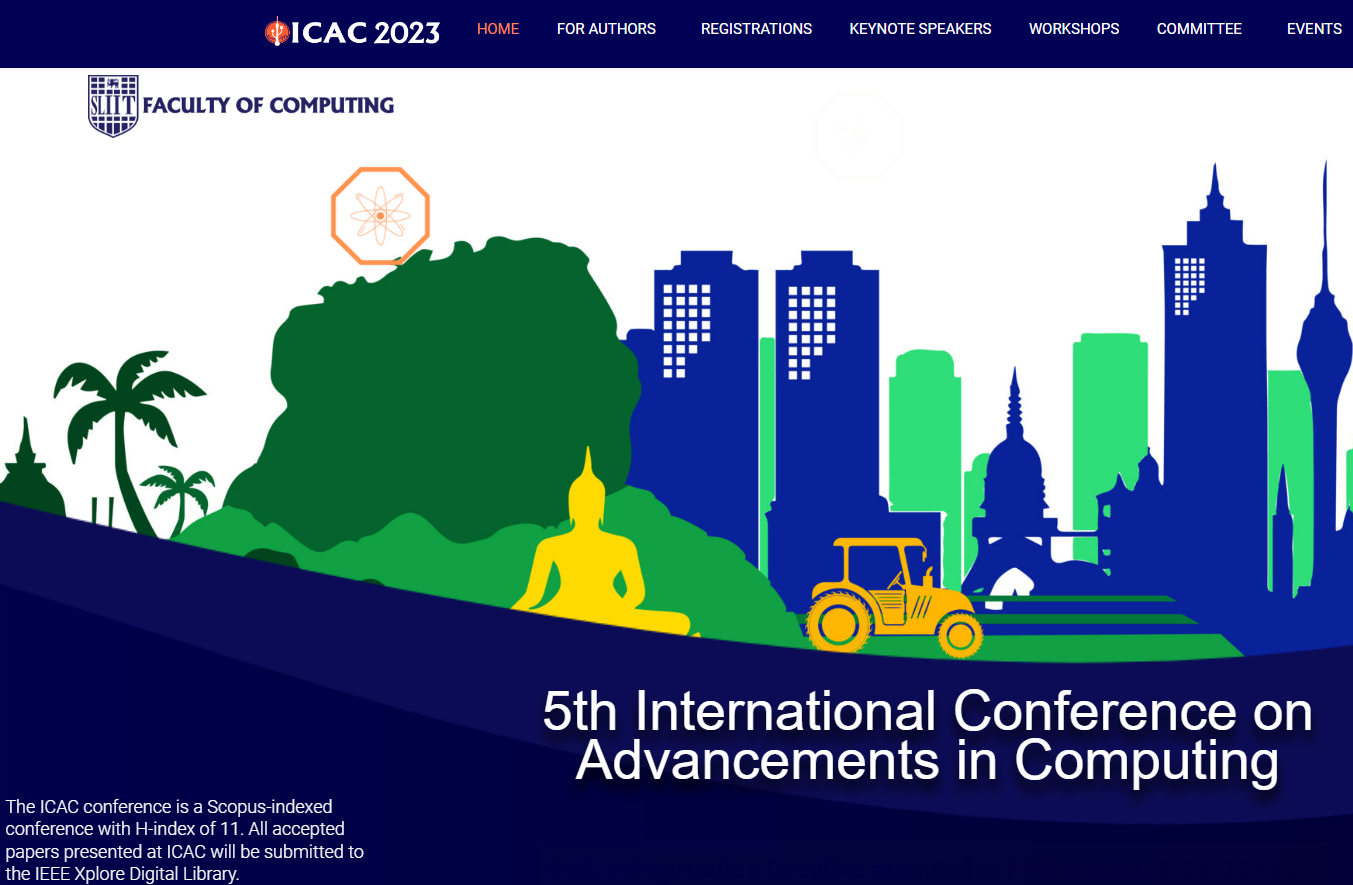 ICAC 2023
HOME
FOR AUTHORS
REGISTRATIONS
KEYNOTE SPEAKERS
WORKSHOPS
COMMITTEE
EVENTS
SLIIT
FACULTY OF COMPUTING
5th International Conference on
Advancements in Computing
The ICAC conference is a Scopus-indexed
conference with H-index of 11. All accepted
papers presented at ICAC will be submitted to
the IEEE Xplore Digital Library.